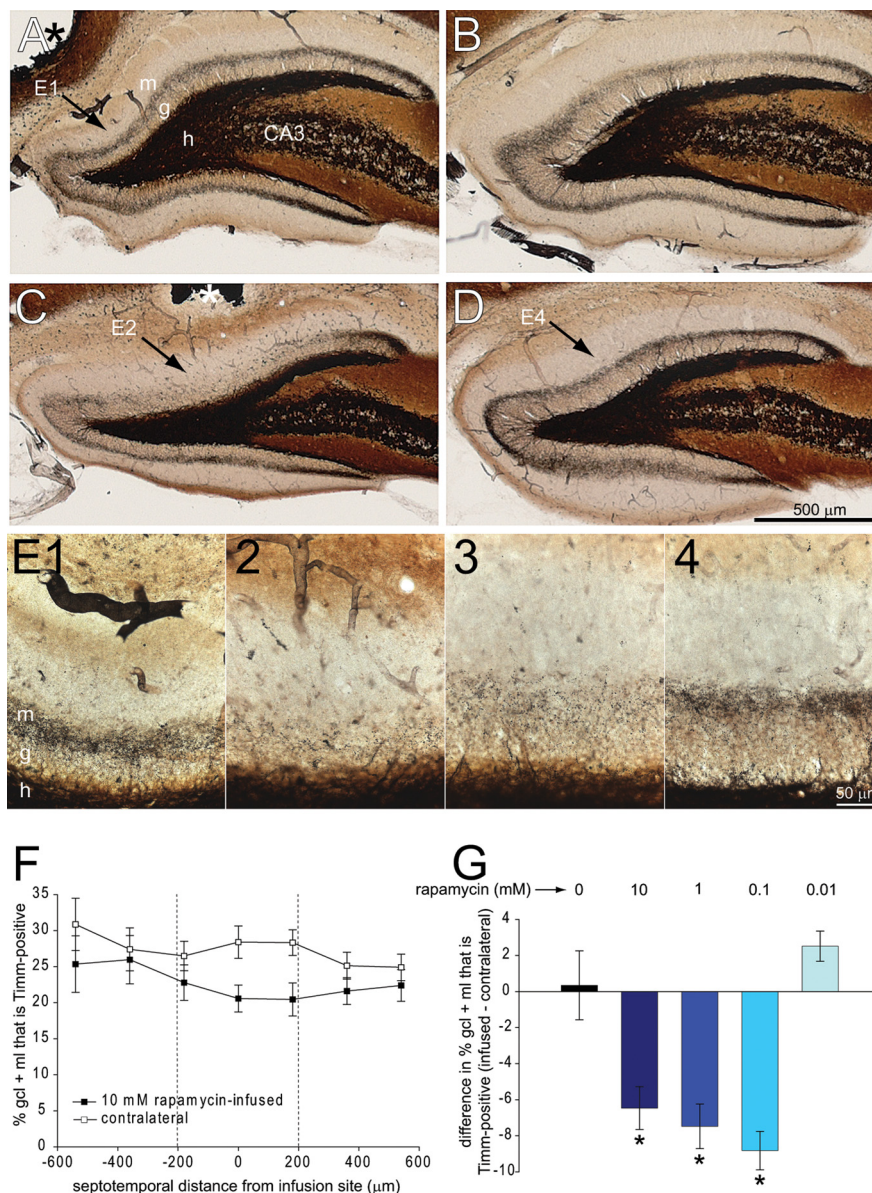 A
*
E1
m
g
h
CA3
B
C
*
E2
D
E4
500 μm
E1
2
3
4
m
g
h
50 μm
F
35
30
25
20
15
10
5
0
% gcl + ml that is Timm-positive
10 mM rapamycin-infused
contralateral
-600 -400 -200 0 200 400 600
septotemporal distance from infusion site (μm)
G
rapamycin (mM) → 0 10 1 0.1 0.01
4
2
0
-2
-4
-6
-8
-10
difference in % gcl + ml that is
Timm-positive (infused - contralateral)
*
*
*